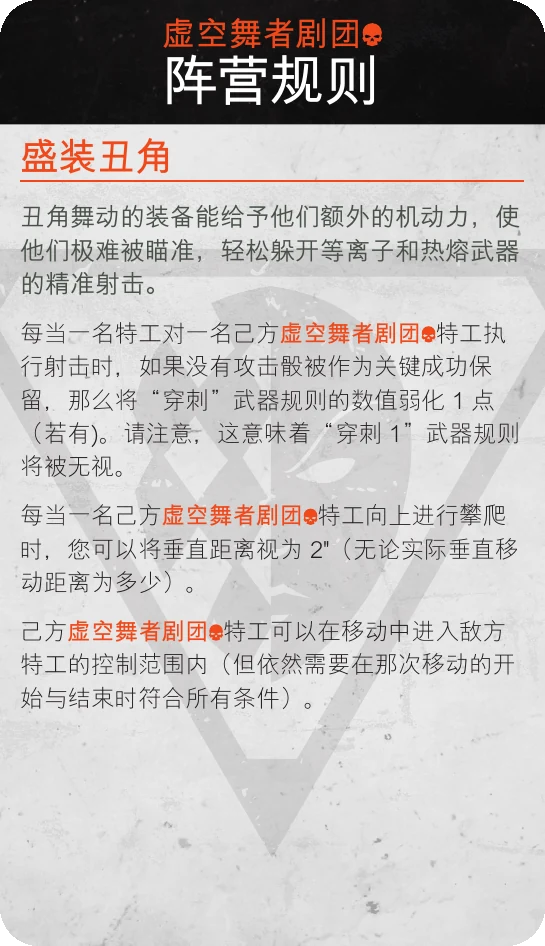 虚空舞者剧团
阵营规则
盛装丑角
丑角舞动的装备能给予他们额外的机动力，使
他们极难被瞄准，轻松躲开等离子和热熔武器
的精准射击。
每当一名特工对一名己方虚空舞者剧团特工执
行射击时，如果没有攻击骰被作为关键成功保
留，那么将“穿刺”武器规则的数值弱化 1 点
（若有)。请注意，这意味着“穿刺 1”武器规则
将被无视。
每当一名己方虚空舞者剧团特工向上进行攀爬
时，您可以将垂直距离视为 2"（无论实际垂直移
动距离为多少）。
己方虚空舞者剧团特工可以在移动中进入敌方
特工的控制范围内（但依然需要在那次移动的开
始与结束时符合所有条件）。